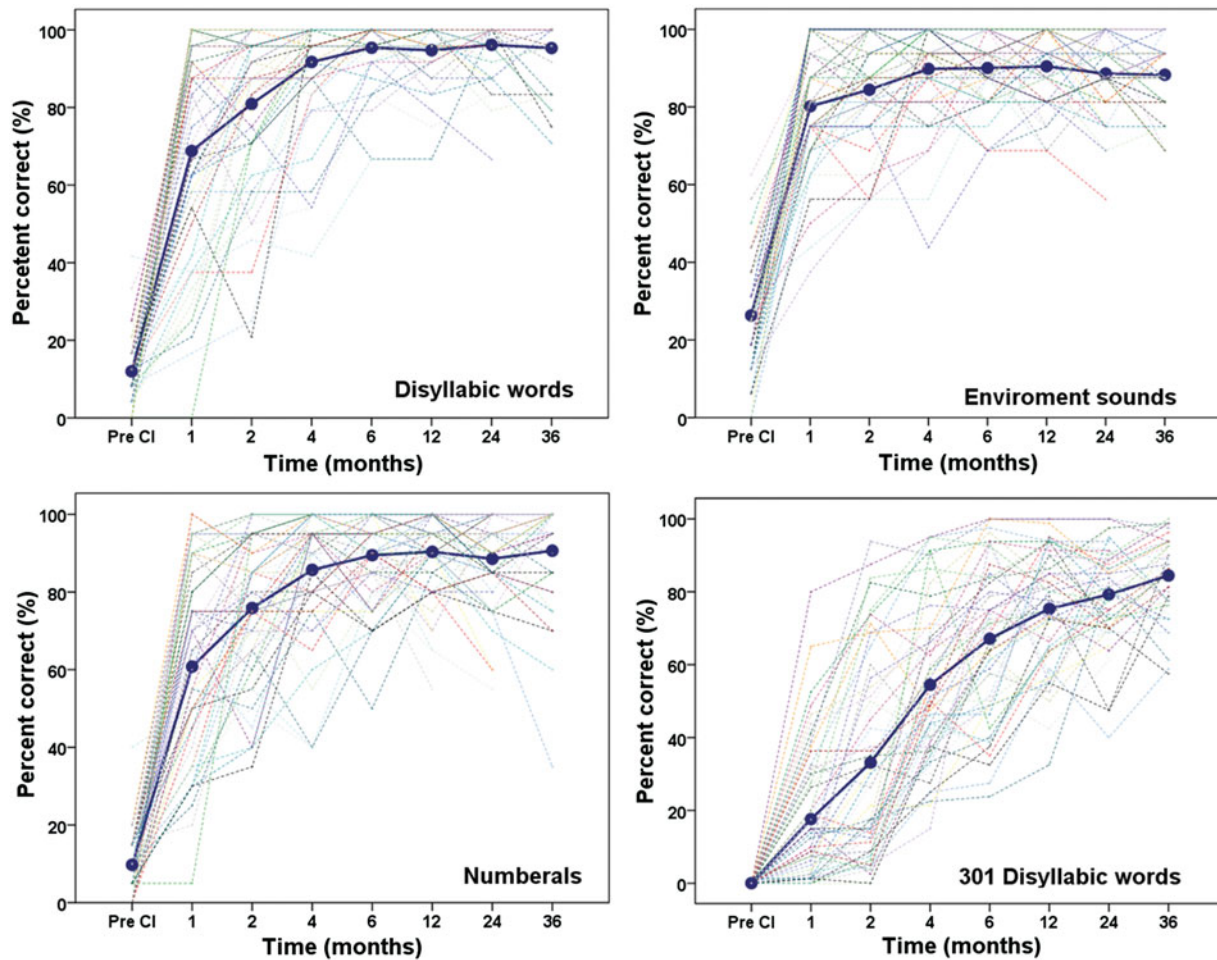 Percetent correct (%)
100
80
60
40
20
0
Disyllabic words
Pre CI 1 2 4 6 12 24 36
Time (months)
Percent correct (%)
100
80
60
40
20
0
Enviroment sounds
Pre CI 1 2 4 6 12 24 36
Time (months)
Percent correct (%)
100
80
60
40
20
0
Numberals
Pre CI 1 2 4 6 12 24 36
Time (months)
Percent correct (%)
100
80
60
40
20
0
301 Disyllabic words
Pre CI 1 2 4 6 12 24 36
Time (months)